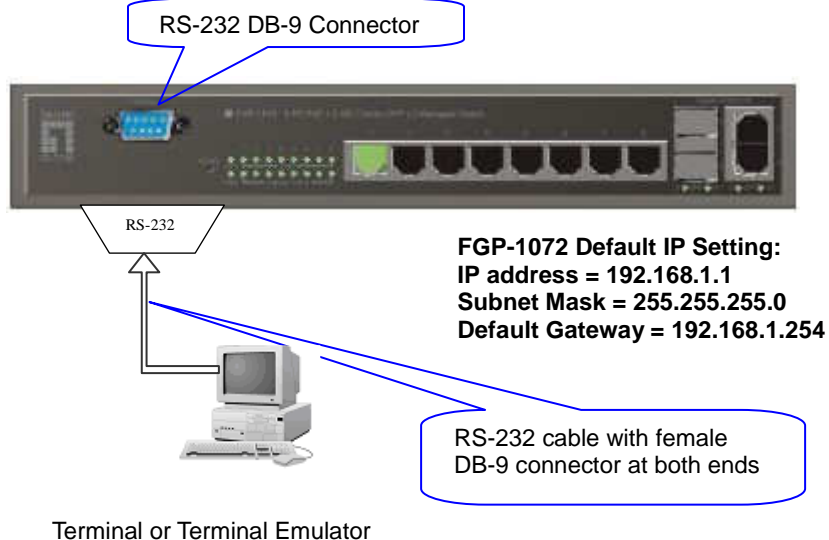 RS-232 DB-9 Connector
RS-232
FGP-1072 Default IP Setting:
IP address = 192.168.1.1
Subnet Mask = 255.255.255.0
Default Gateway = 192.168.1.254
RS-232 cable with female
DB-9 connector at both ends
Terminal or Terminal Emulator